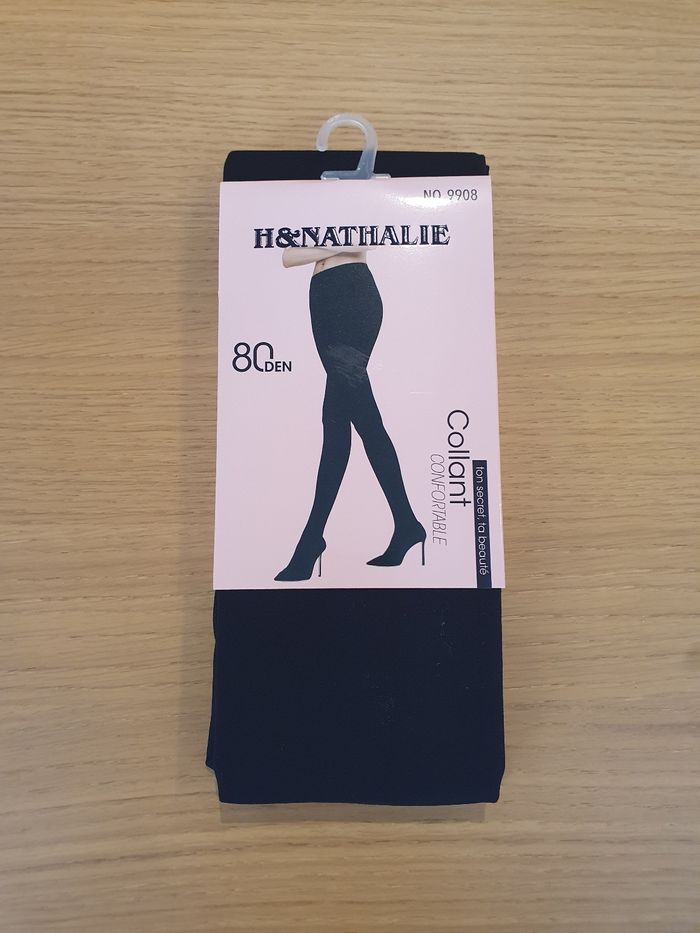 NO 9908
H&NATHALIE
80DEN
Collant
CONFORTABLE
ton secret, ta beauté